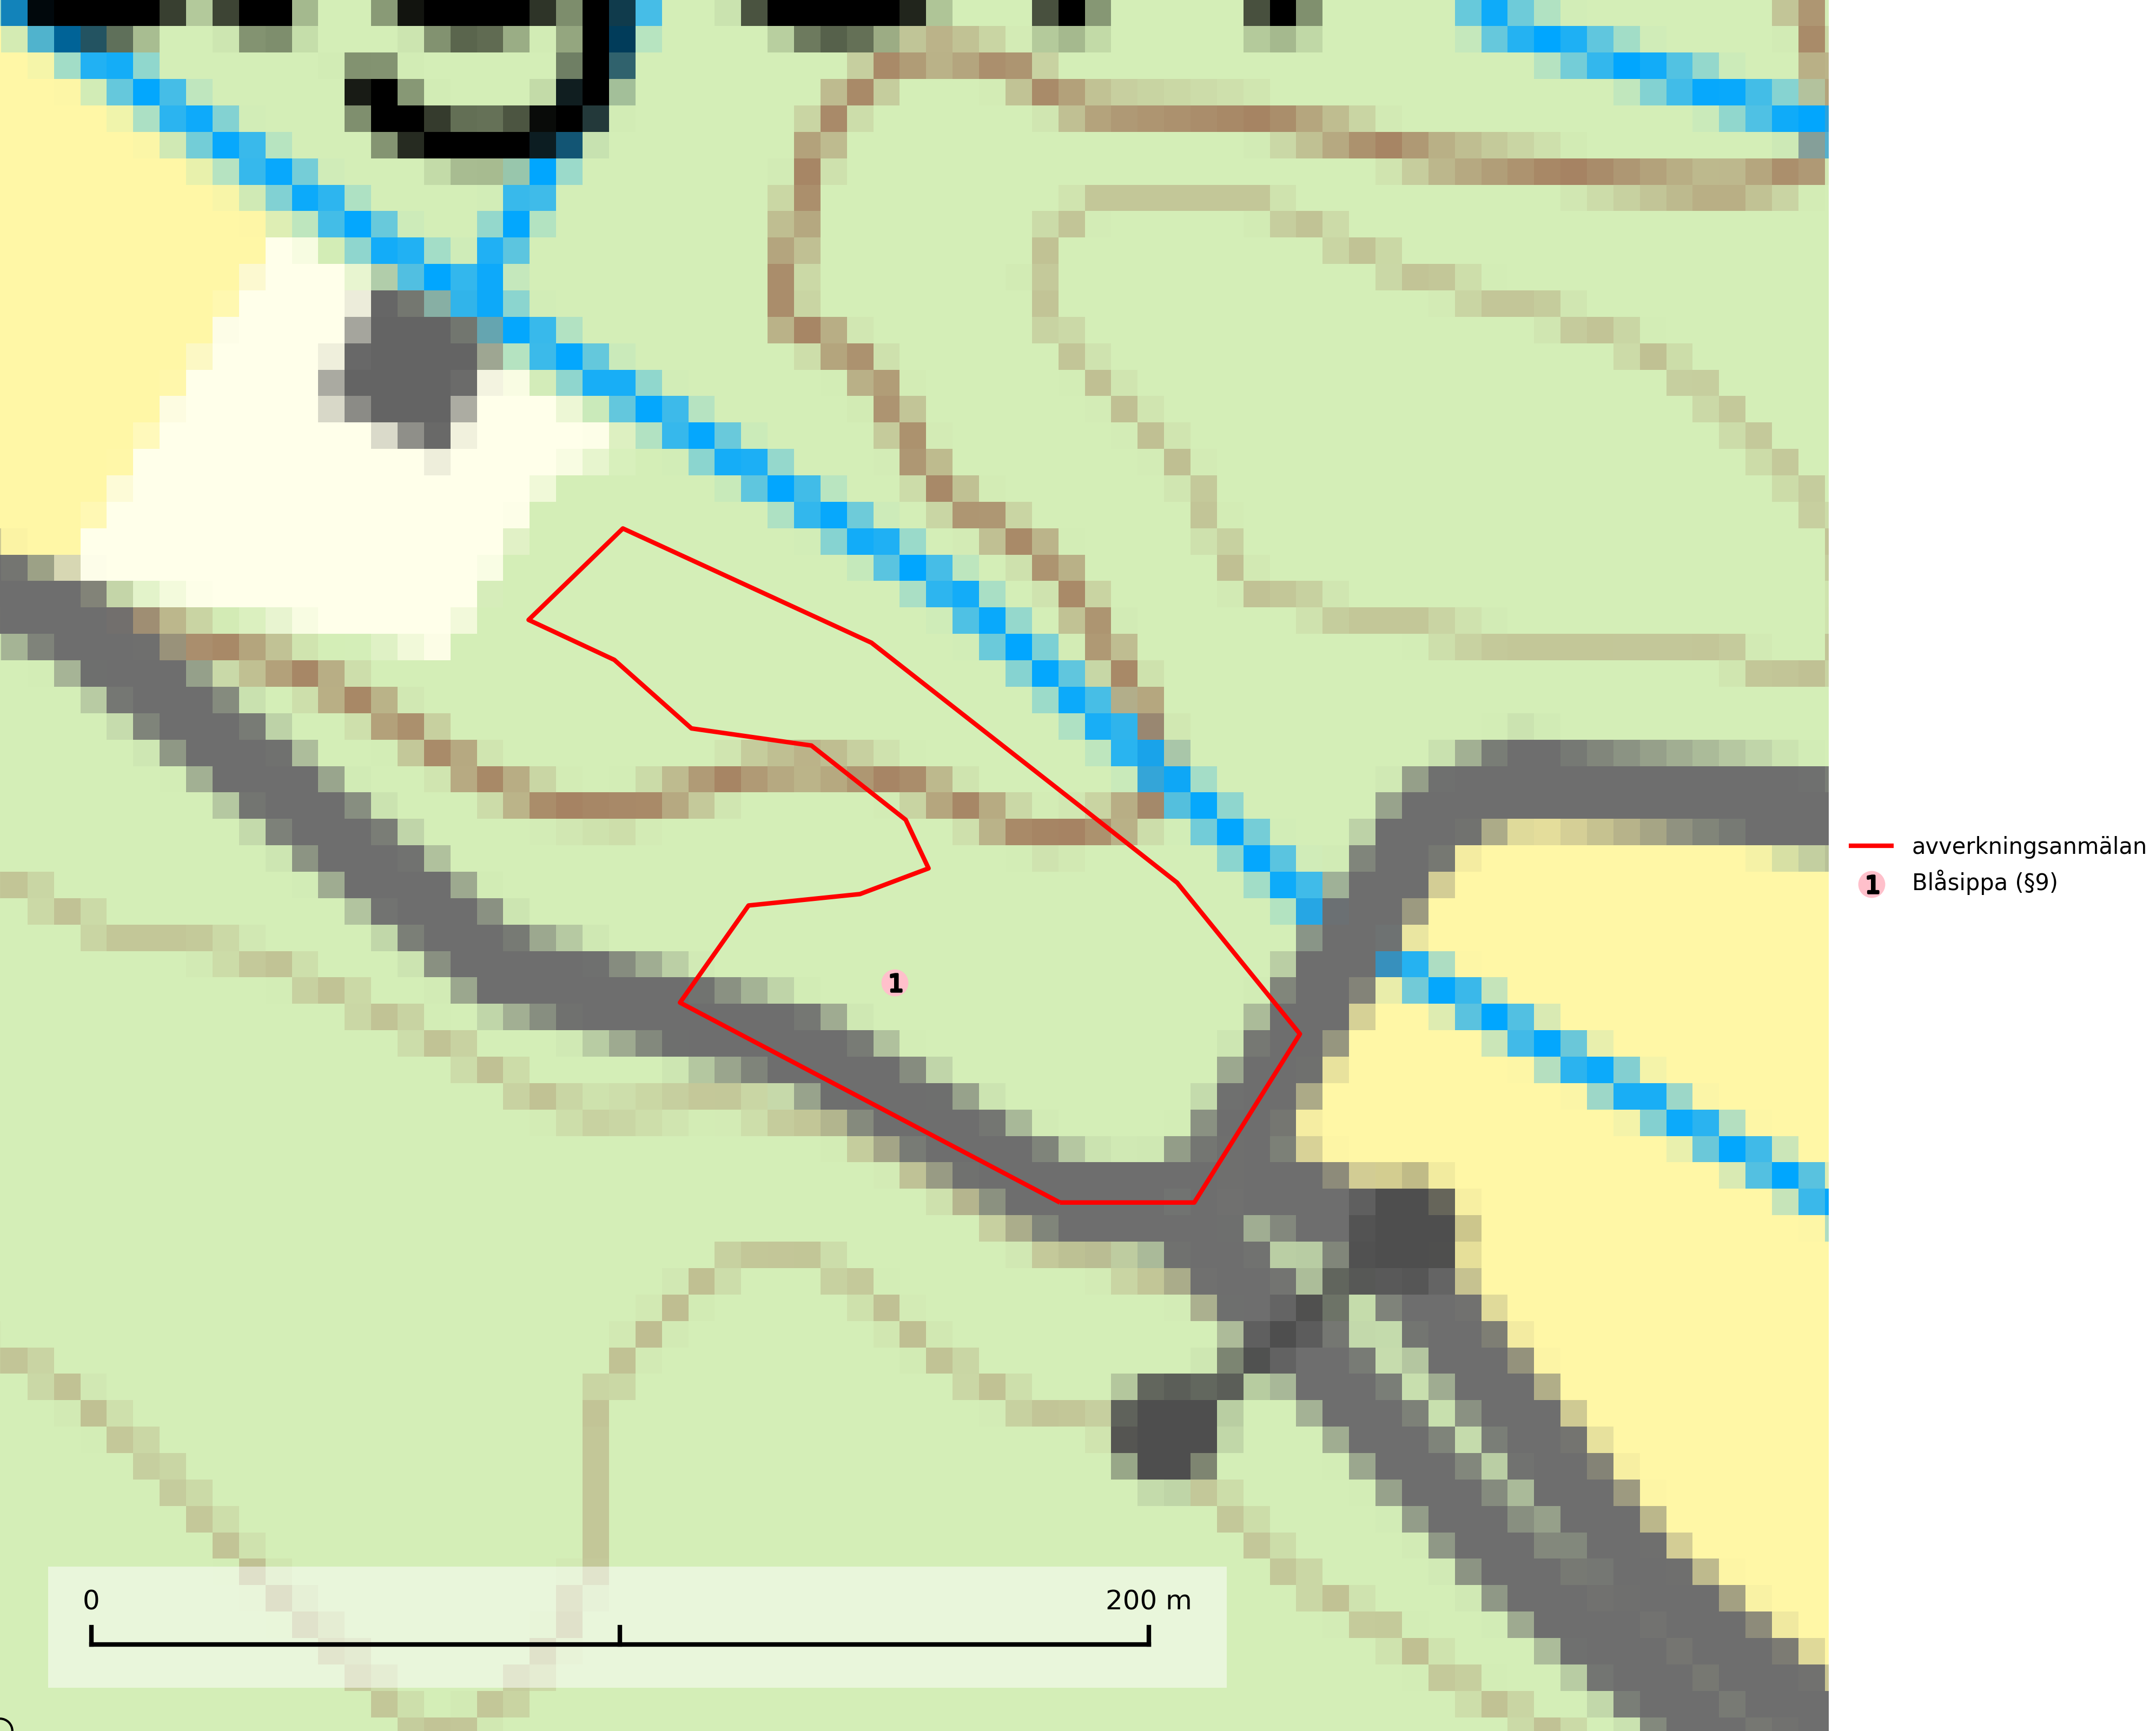 avverkningsanmälan
1 Blåsippa (§9)
1
0 200 m